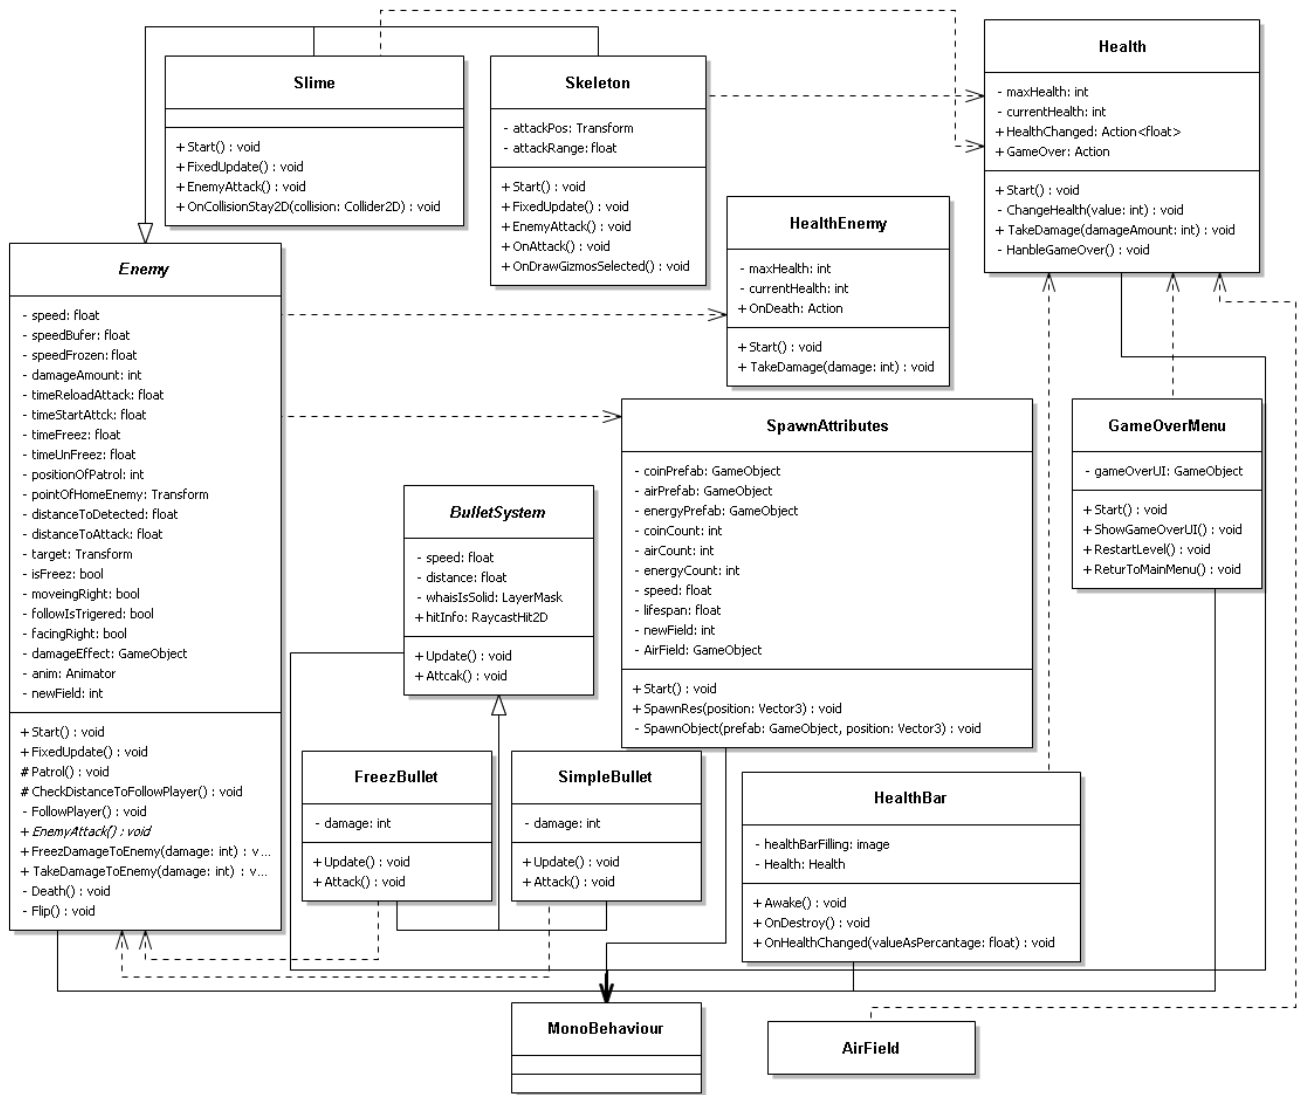 Slime
+ Start() : void
+ FixedUpdate() : void
+ EnemyAttack() : void
+ OnCollisionStay2D(collision: Collider2D) : void
Skeleton
- attackPos: Transform
- attackRange: float
+ Start() : void
+ FixedUpdate() : void
+ EnemyAttack() : void
+ OnAttack() : void
+ OnDrawGizmosSelected() : void
Health
- maxHealth: int
- currentHealth: int
+ HealthChanged: Action<float>
+ GameOver: Action
+ Start() : void
- ChangeHealth(value: int) : void
+ TakeDamage(damageAmount: int) : void
- HanbleGameOver() : void
HealthEnemy
- maxHealth: int
- currentHealth: int
+ OnDeath: Action
+ Start() : void
+ TakeDamage(damage: int) : void
Enemy
- speed: float
- speedBufer: float
- speedFrozen: float
- damageAmount: int
- timeReloadAttack: float
- timeStartAttck: float
- timeFreez: float
- timeUnFreez: float
- positionOfPatrol: int
- pointOfHomeEnemy: Transform
- distanceToDetected: float
- distanceToAttack: float
- target: Transform
- isFreez: bool
- moveingRight: bool
- followIsTrigered: bool
- facingRight: bool
- damageEffect: GameObject
- anim: Animator
- newField: int
+ Start() : void
+ FixedUpdate() : void
# Patrol() : void
# CheckDistanceToFollowPlayer() : void
- FollowPlayer() : void
+ EnemyAttack() : void
+ FreezDamageToEnemy(damage: int) : v...
+ TakeDamageToEnemy(damage: int) : v...
- Death() : void
- Flip() : void
SpawnAttributes
- coinPrefab: GameObject
- airPrefab: GameObject
- energyPrefab: GameObject
- coinCount: int
- airCount: int
- energyCount: int
- speed: float
- lifespan: float
- newField: int
- AirField: GameObject
+ Start() : void
+ SpawnRes(position: Vector3) : void
- SpawnObject(prefab: GameObject, position: Vector3) : void
GameOverMenu
- gameOverUI: GameObject
+ Start() : void
+ ShowGameOverUI() : void
+ RestartLevel() : void
+ ReturToMainMenu() : void
BulletSystem
- speed: float
- distance: float
- whaisIsSolid: LayerMask
+ hitInfo: RaycastHit2D
+ Update() : void
+ Attcak() : void
FreezBullet
- damage: int
+ Update() : void
+ Attack() : void
SimpleBullet
- damage: int
+ Update() : void
+ Attack() : void
HealthBar
- healthBarFilling: image
- Health: Health
+ Awake() : void
+ OnDestroy() : void
+ OnHealthChanged(valueAsPercantage: float) : void
MonoBehaviour
AirField